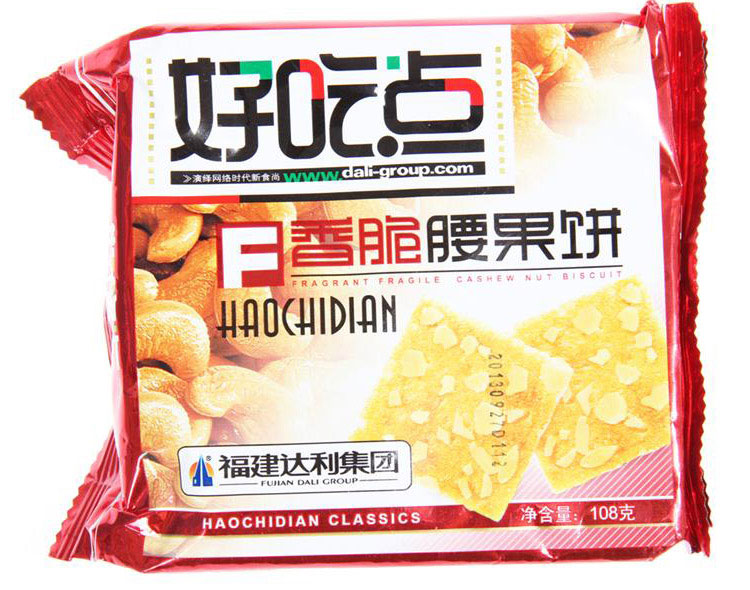 好吃点
≫演绎网络时代新食尚 www.dali-group.com
F 香脆腰果饼
FRAGRANT FRAGILE CASHEW NUT BISCUIT
HAOCHIDIAN
20130927D1112
®
福建达利集团
FUJIAN DALI GROUP
HAOCHIDIAN CLASSICS
净含量: 108克